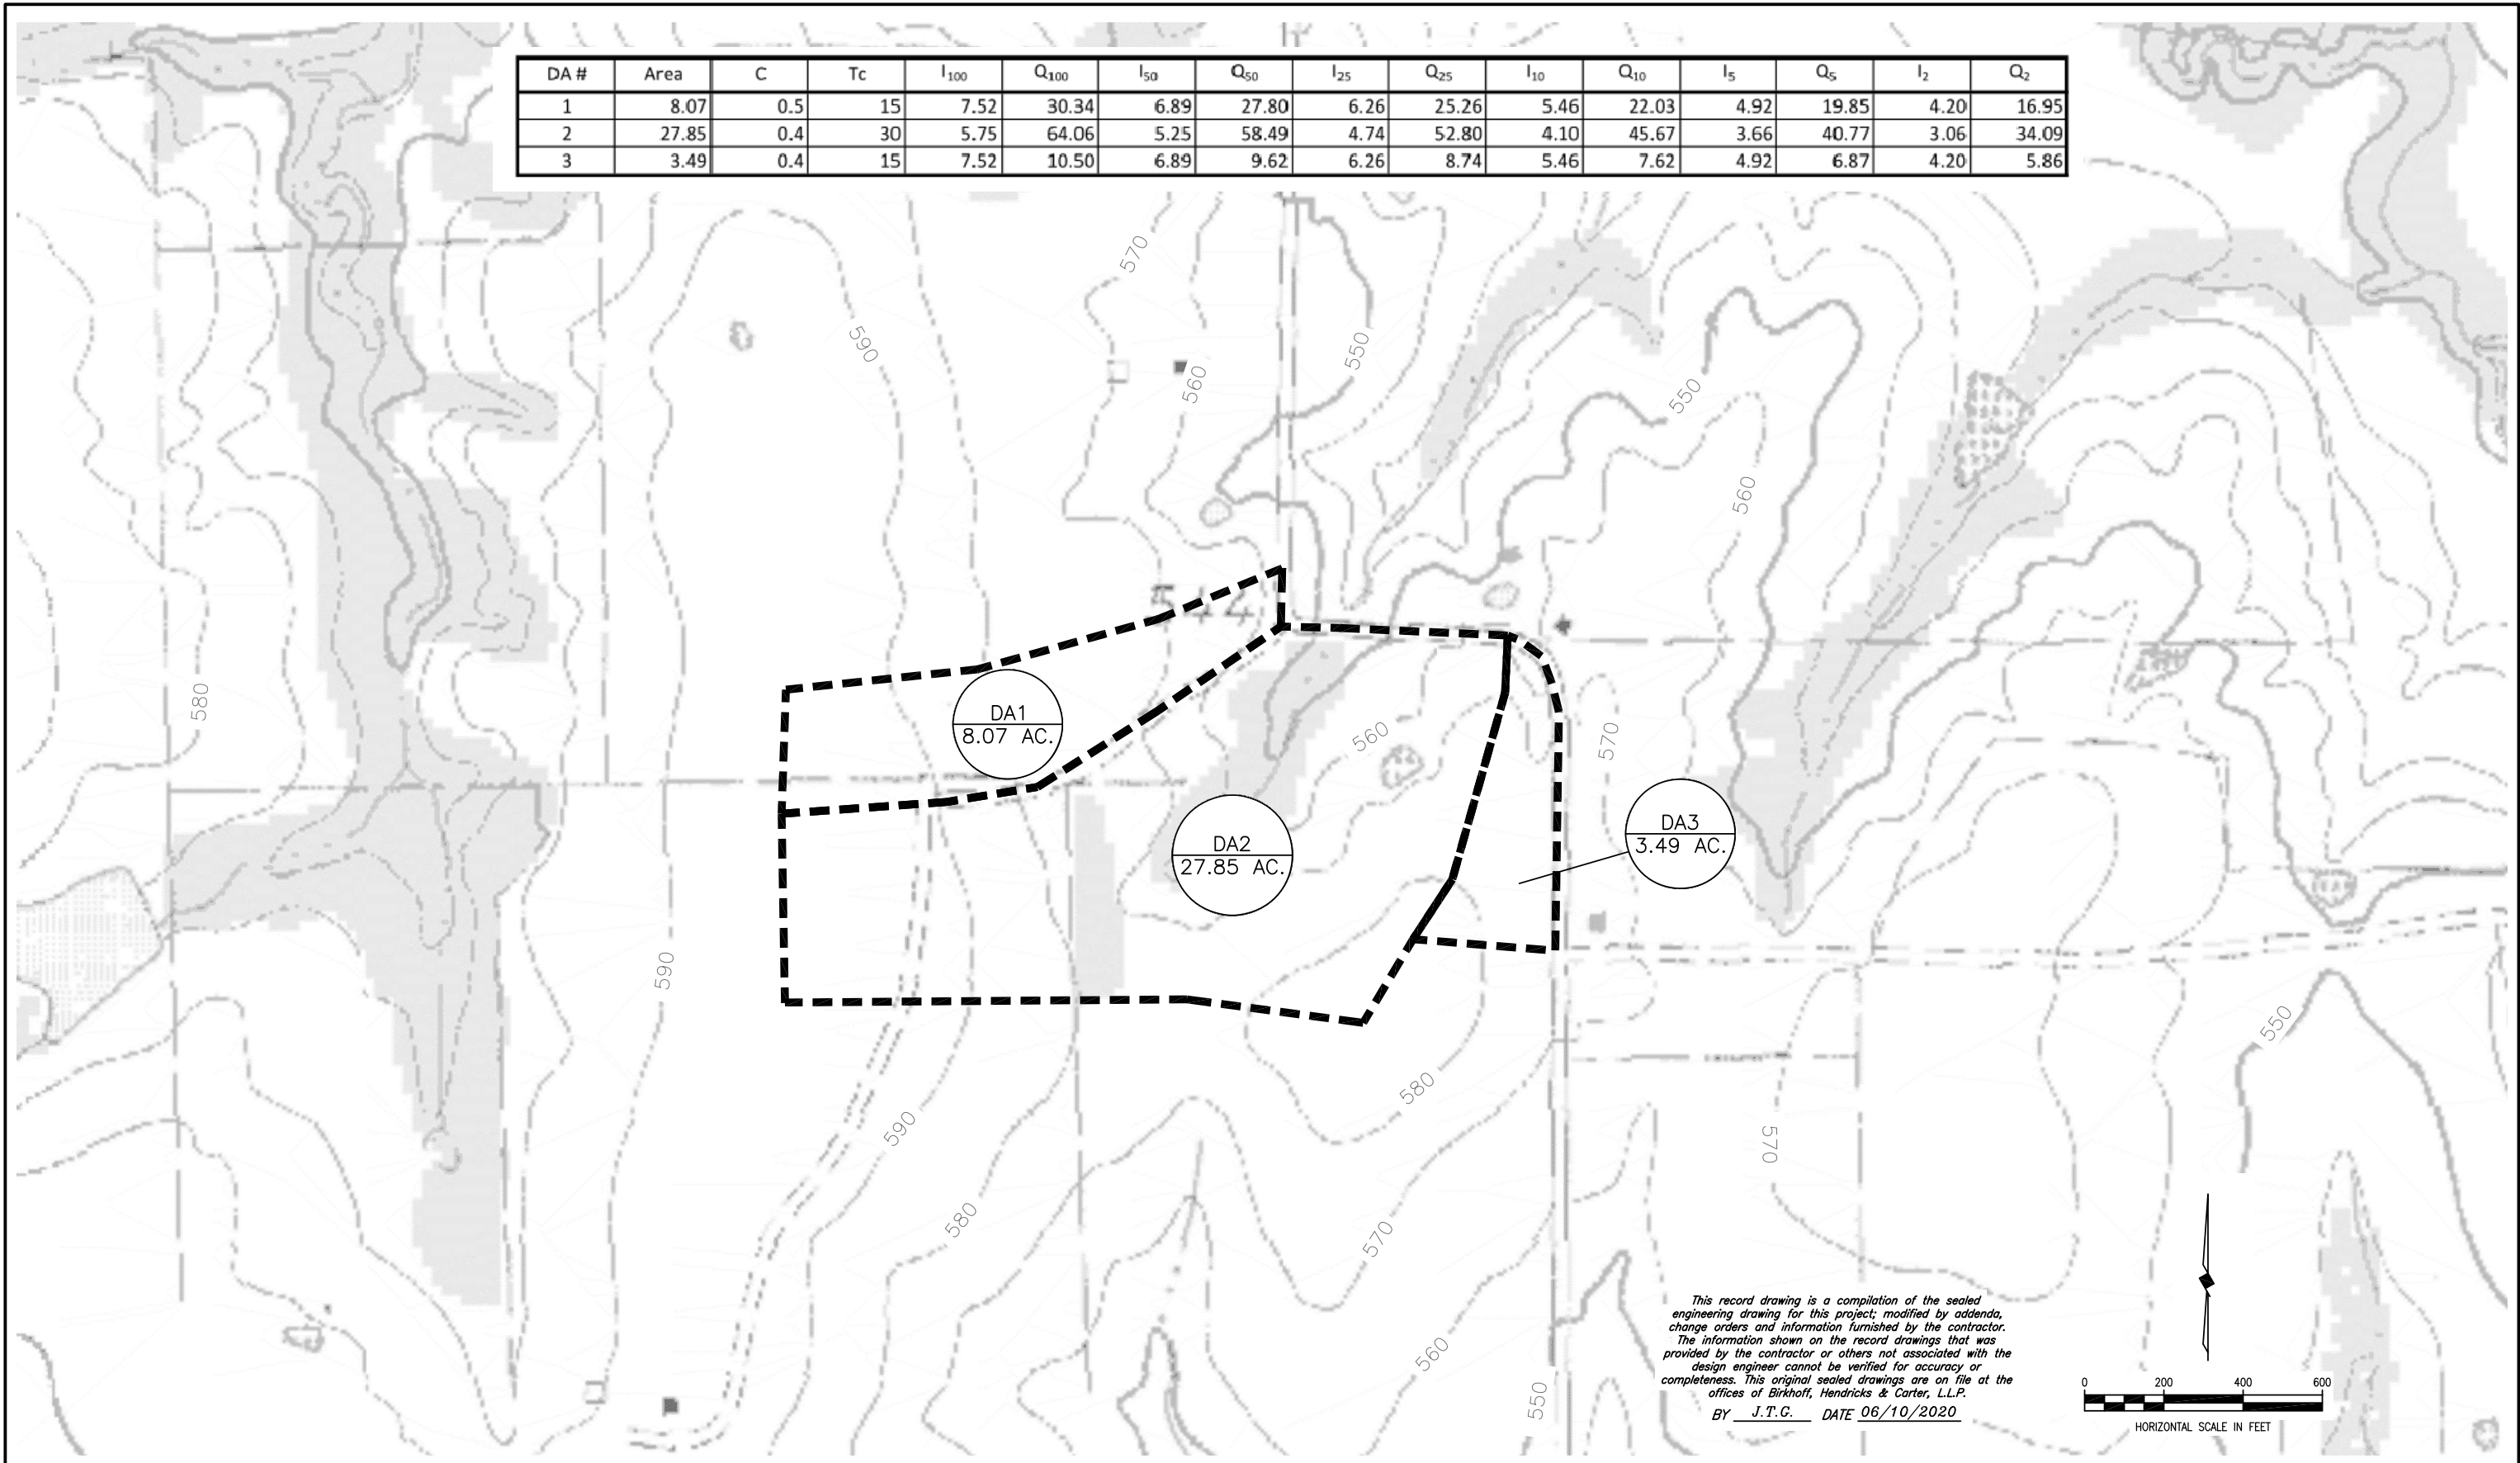 DA # Area C Tc I100 Q100 I50 Q50 I25 Q25 I10 Q10 I5 Q5 I2 Q2
1 8.07 0.5 15 7.52 30.34 6.89 27.80 6.26 25.26 5.46 22.03 4.92 19.85 4.20 16.95
2 27.85 0.4 30 5.75 64.06 5.25 58.49 4.74 52.80 4.10 45.67 3.66 40.77 3.06 34.09
3 3.49 0.4 15 7.52 10.50 6.89 9.62 6.26 8.74 5.46 7.62 4.92 6.87 4.20 5.86
570
590
550
560
550
560
544
580
DA1
8.07 AC.
560
570
DA2
27.85 AC.
DA3
3.49 AC.
590
550
580
590
570
580
570
560
550
This record drawing is a compilation of the sealed
engineering drawing for this project; modified by addenda,
change orders and information furnished by the contractor.
The information shown on the record drawings that was
provided by the contractor or others not associated with the
design engineer cannot be verified for accuracy or
completeness. This original sealed drawings are on file at the
offices of Birkhoff, Hendricks & Carter, L.L.P.
BY J.T.G. DATE 06/10/2020
0 200 400 600
HORIZONTAL SCALE IN FEET